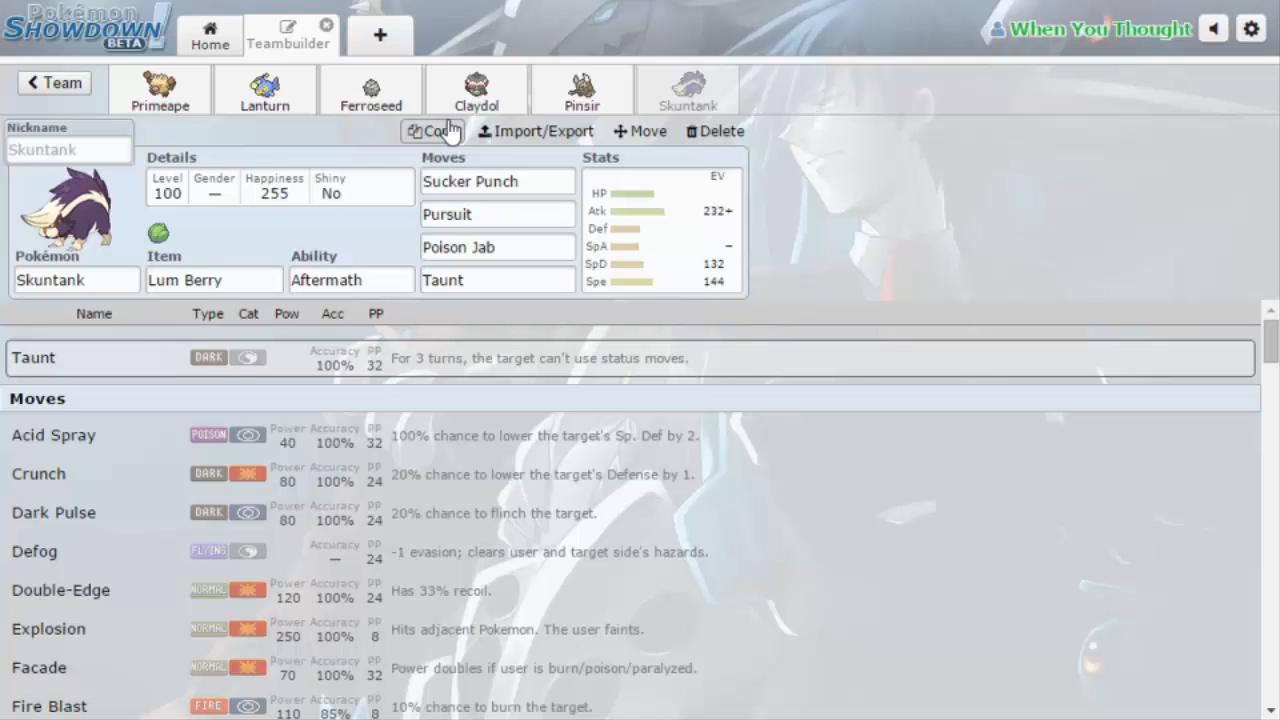 Pokémon
SHOWDOWN!
BETA
Home
Teambuilder
+
When You Thought
Team
Primeape
Lanturn
Ferroseed
Claydol
Pinsir
Skuntank
Import/Export
Move
Delete
Nickname
Skuntank
Details
Moves
Stats
Level
Gender
Happiness
Shiny
100
—
255
No
Sucker Punch
Pursuit
Poison Jab
Taunt
EV
HP
Atk 232+
Def
SpA –
SpD 132
Spe 144
Pokémon
Item
Ability
Skuntank
Lum Berry
Aftermath
Name Type Cat Pow Acc PP
Taunt DARK Accuracy 100% PP 32 For 3 turns, the target can't use status moves.
Moves
Acid Spray POISON Power 40 Accuracy 100% PP 32 100% chance to lower the target's Sp. Def by 2.
Crunch DARK Power 80 Accuracy 100% PP 24 20% chance to lower the target's Defense by 1.
Dark Pulse DARK Power 80 Accuracy 100% PP 24 20% chance to flinch the target.
Defog FLYING Accuracy — PP 24 -1 evasion; clears user and target side's hazards.
Double-Edge NORMAL Power 120 Accuracy 100% PP 24 Has 33% recoil.
Explosion NORMAL Power 250 Accuracy 100% PP 8 Hits adjacent Pokemon. The user faints.
Facade NORMAL Power 70 Accuracy 100% PP 32 Power doubles if user is burn/poison/paralyzed.
Fire Blast FIRE Power 110 Accuracy 85% PP 8 10% chance to burn the target.